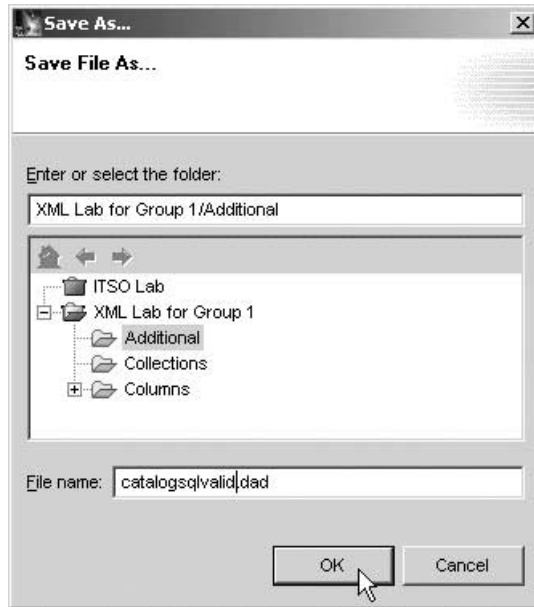 Save As...
Save File As...
Enter or select the folder:
XML Lab for Group 1/Additional
ITSO Lab
XML Lab for Group 1
Additional
Collections
Columns
File name: catalogsqlvalid.dad
OK Cancel